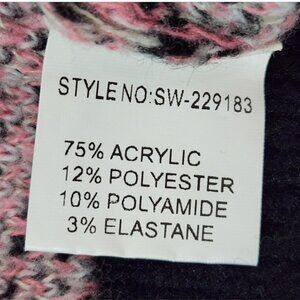 STYLE NO:SW-229183
75% ACRYLIC
12% POLYESTER
10% POLYAMIDE
3% ELASTANE